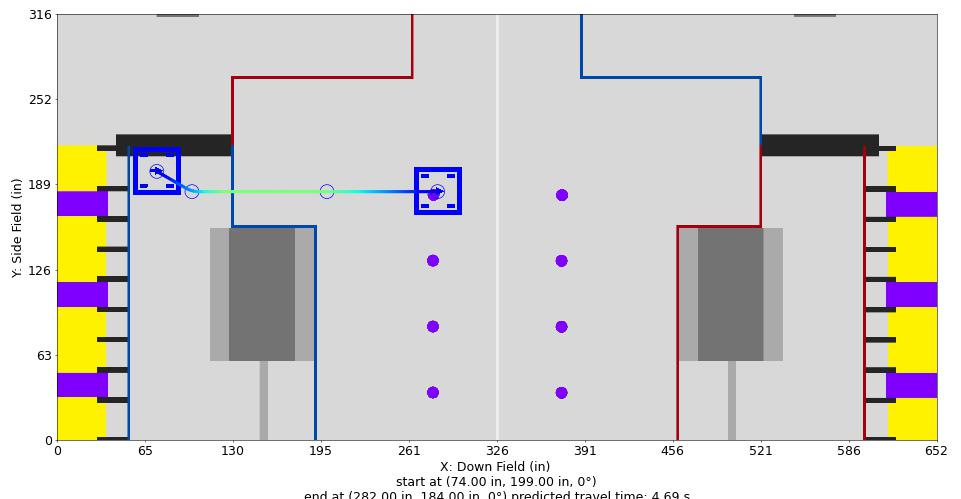 316
252
189
126
63
0
0 65 130 195 261 326 391 456 521 586 652
Y: Side Field (in)
X: Down Field (in)
start at (74.00 in, 199.00 in, 0°)
end at (282.00 in, 184.00 in, 0°) predicted travel time: 4.69 s